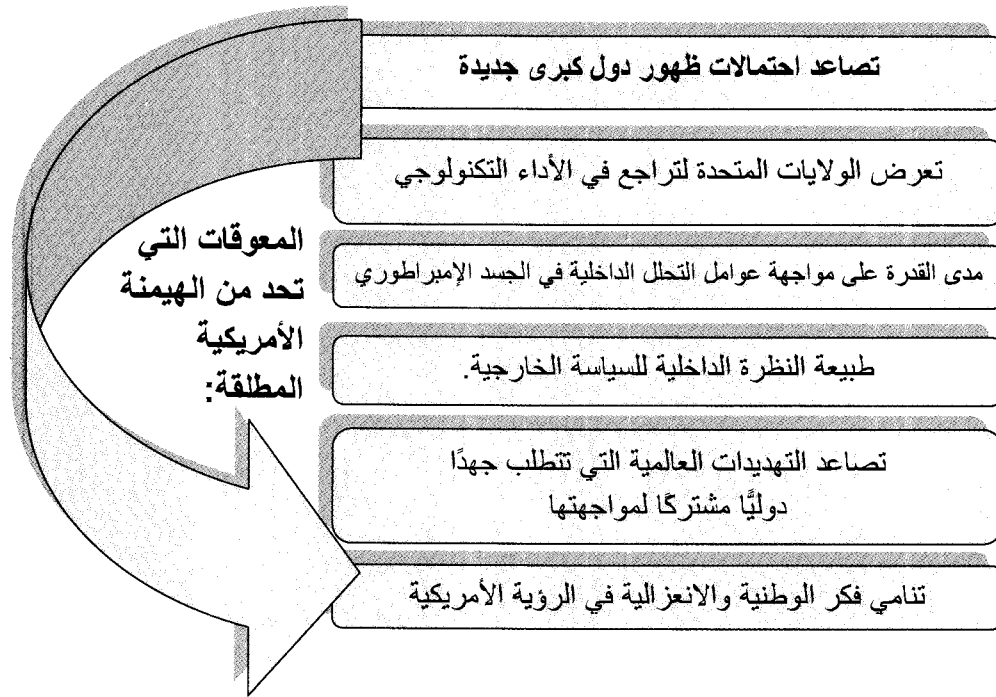 المعوقات التي
تحد من الهيمنة
الأمريكية
المطلقة:
تصاعد احتمالات ظهور دول كبرى جديدة
تعرض الولايات المتحدة لتراجع في الأداء التكنولوجي
مدى القدرة على مواجهة عوامل التحلل الداخلية في الجسد الإمبراطوري
طبيعة النظرة الداخلية للسياسة الخارجية.
تصاعد التهديدات العالمية التي تتطلب جهدًا
دوليًّا مشتركًا لمواجهتها
تنامي فكر الوطنية والانعزالية في الرؤية الأمريكية